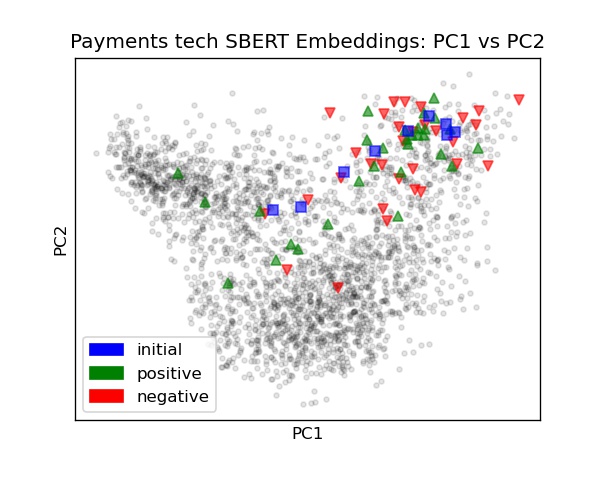 Payments tech SBERT Embeddings: PC1 vs PC2
PC2
initial
positive
negative
PC1